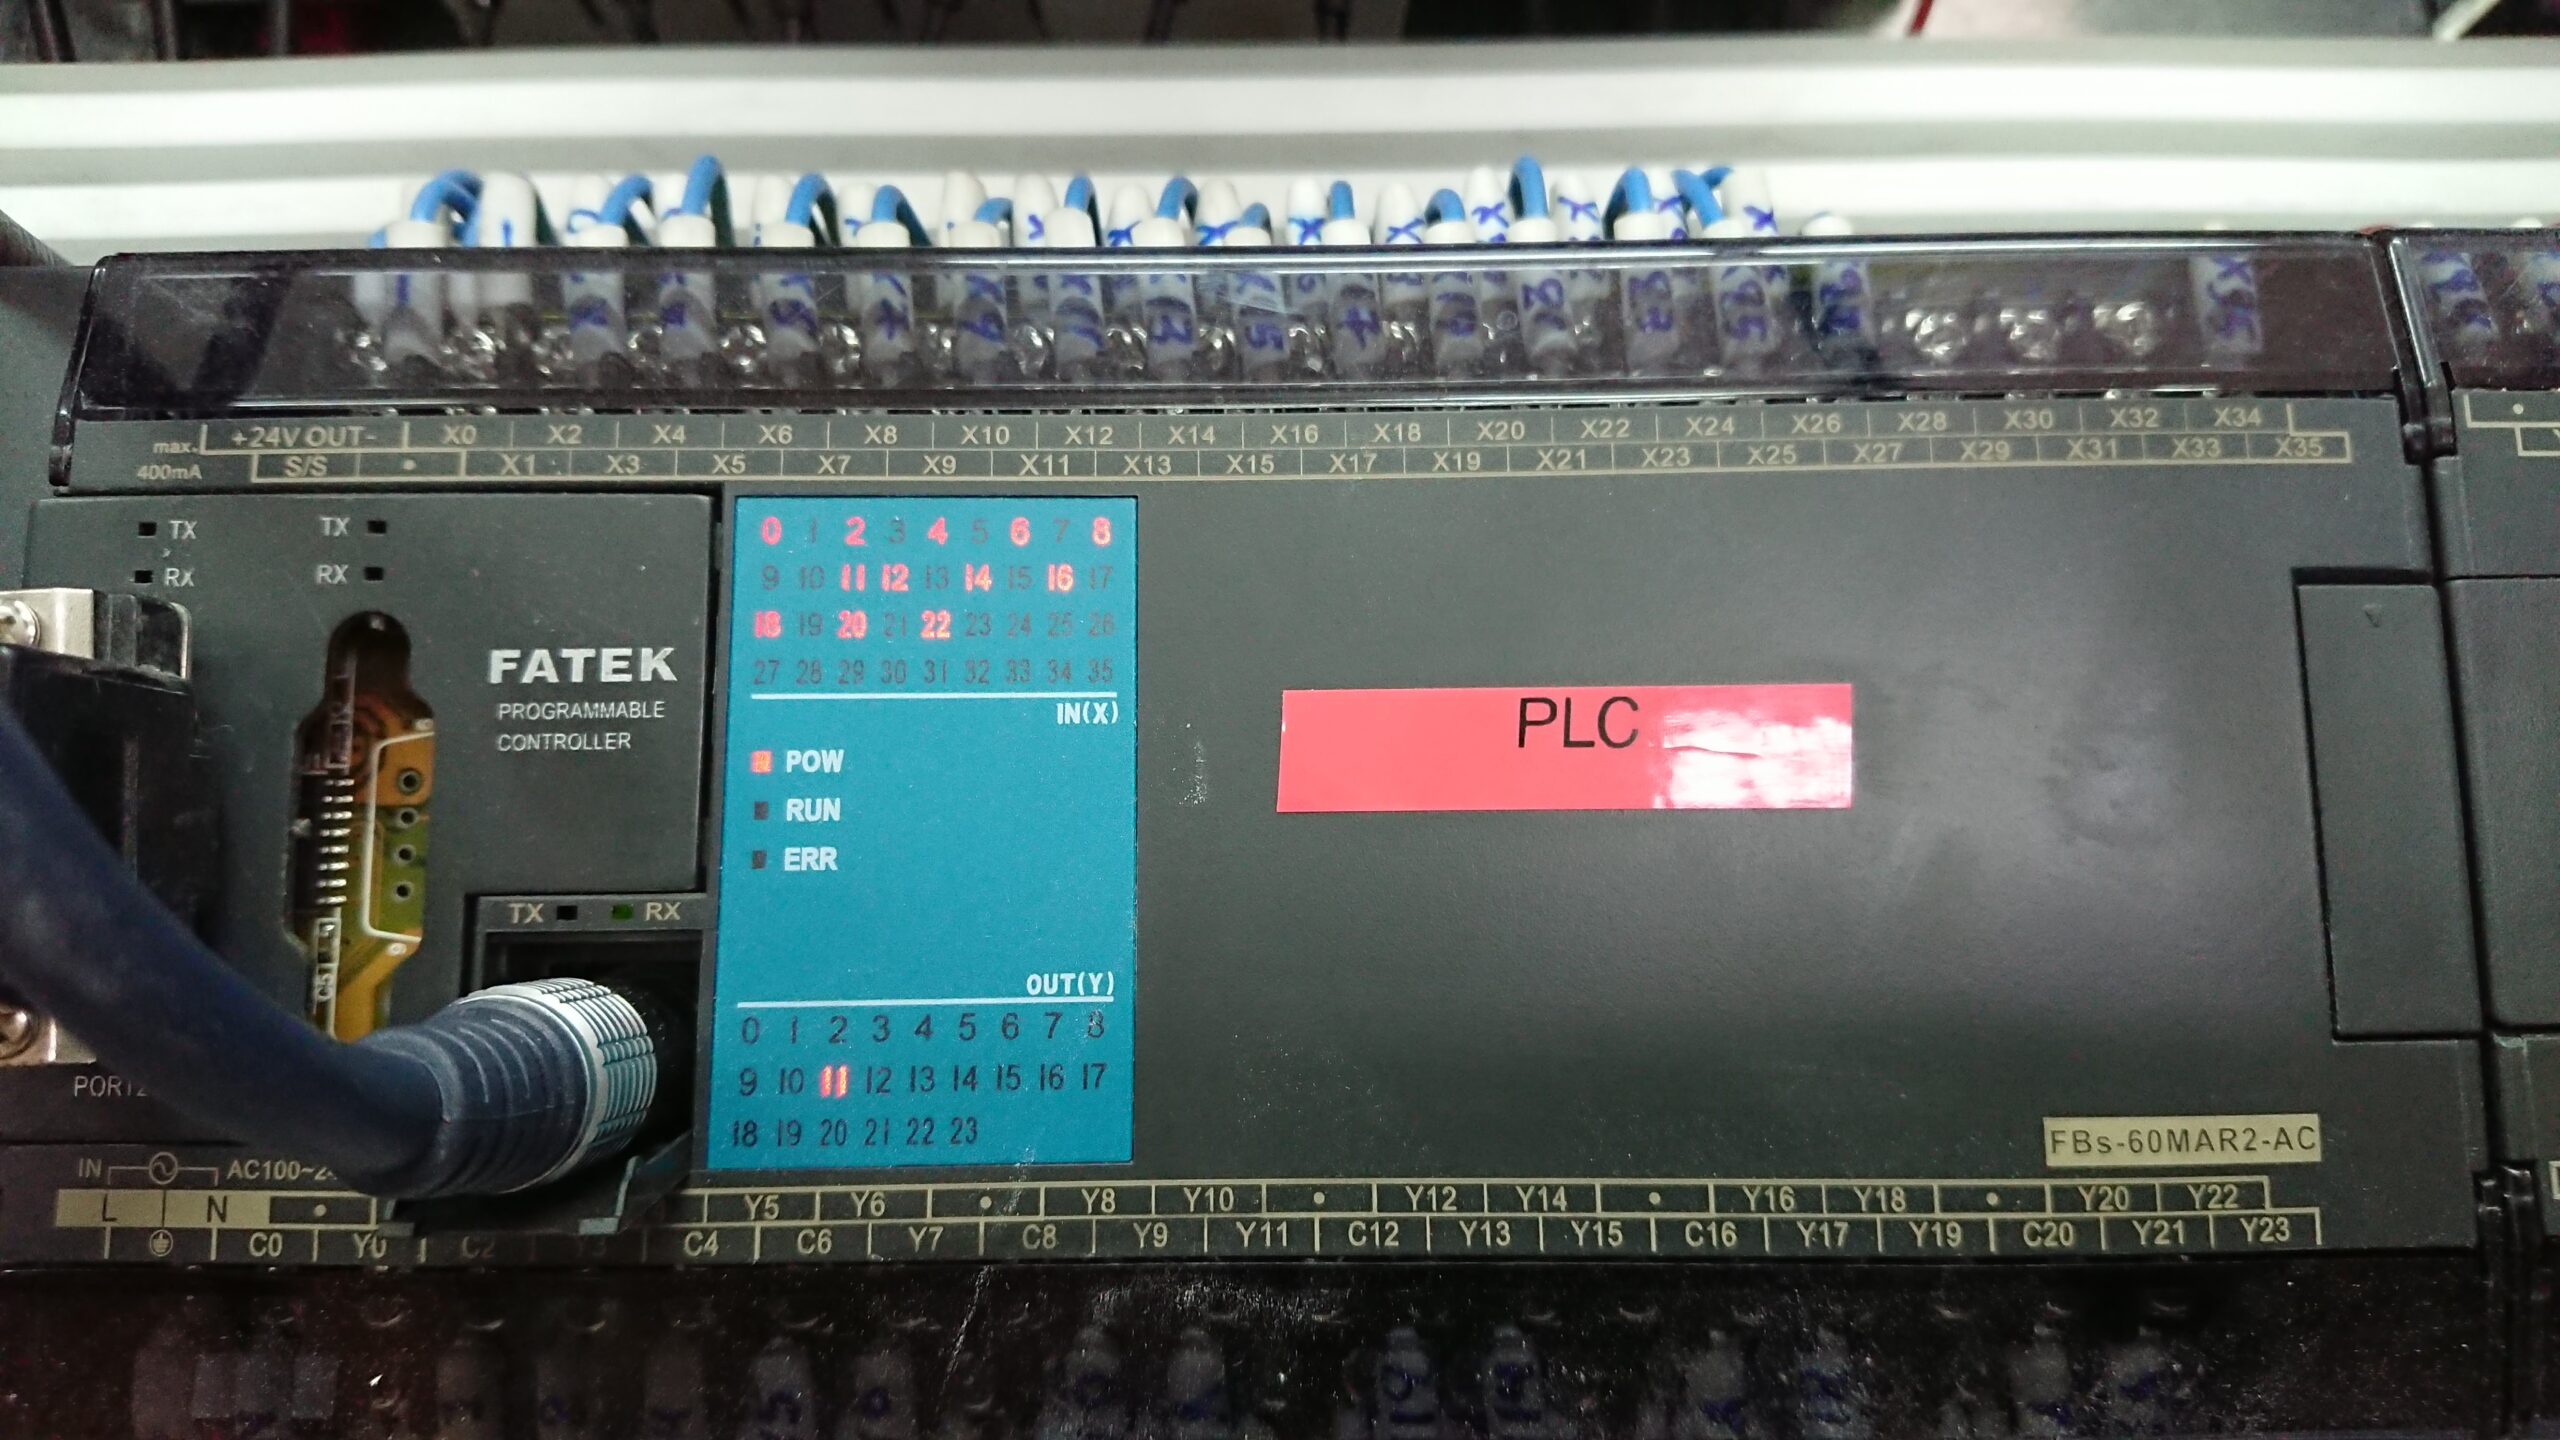 +24V OUT- X0 X2 X4 X6 X8 X10 X12 X14 X16 X18 X20 X22 X24 X26 X28 X30 X32 X34
max. 400mA S/S X1 X3 X5 X7 X9 X11 X13 X15 X17 X19 X21 X23 X25 X27 X29 X31 X33 X35
TX TX
RX RX
0 1 2 3 4 5 6 7 8
9 10 11 12 13 14 15 16 17
18 19 20 21 22 23 24 25 26
27 28 29 30 31 32 33 34 35
IN(X)
FATEK
PROGRAMMABLE
CONTROLLER
PLC
POW
RUN
ERR
TX RX
C51
OUT(Y)
0 1 2 3 4 5 6 7 8
9 10 11 12 13 14 15 16 17
18 19 20 21 22 23
FBs-60MAR2-AC
IN
L N Y5 Y6 Y8 Y10 Y12 Y14 Y16 Y18 Y20 Y22
C0 Y0 C2 Y3 C4 C6 Y7 C8 Y9 Y11 C12 Y13 Y15 C16 Y17 Y19 C20 Y21 Y23